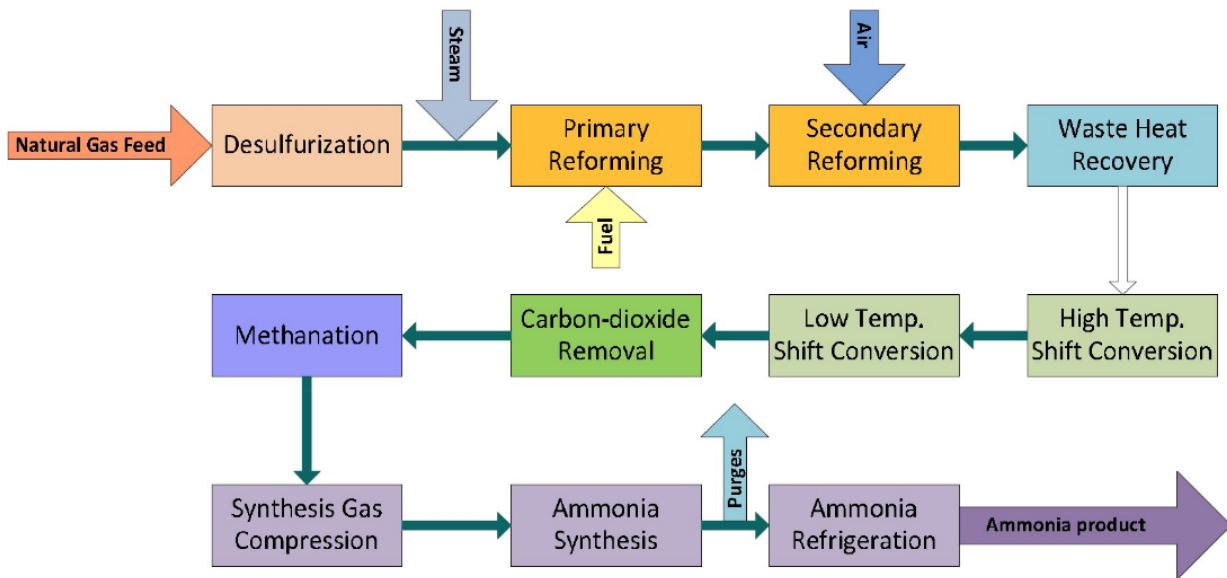 Steam
Air
Natural Gas Feed
Desulfurization
Primary
Reforming
Secondary
Reforming
Waste Heat
Recovery
Fuel
Methanation
Carbon-dioxide
Removal
Low Temp.
Shift Conversion
High Temp.
Shift Conversion
Purges
Synthesis Gas
Compression
Ammonia
Synthesis
Ammonia
Refrigeration
Ammonia product